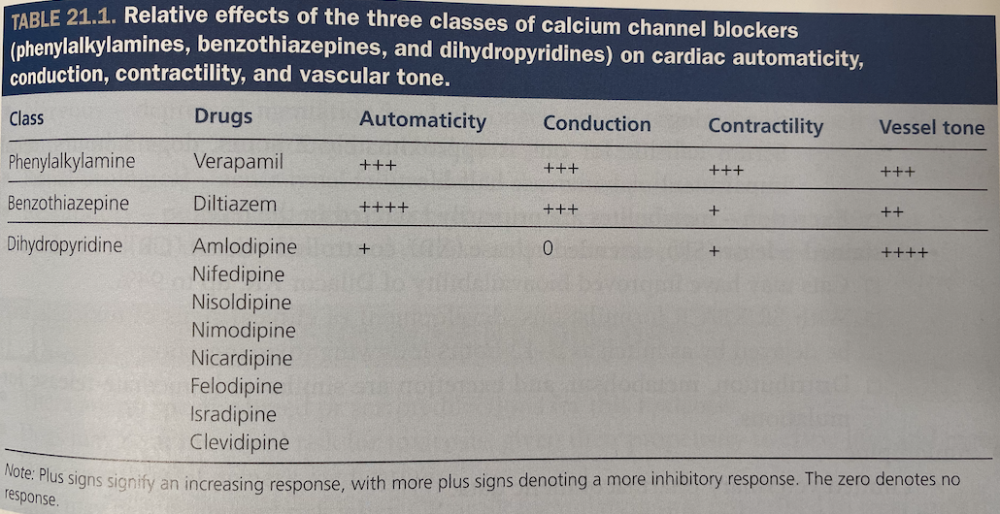 TABLE 21.1. Relative effects of the three classes of calcium channel blockers
(phenylalkylamines, benzothiazepines, and dihydropyridines) on cardiac automaticity,
conduction, contractility, and vascular tone.
Class Drugs Automaticity Conduction Contractility Vessel tone
Phenylalkylamine Verapamil +++ +++ +++ +++
Benzothiazepine Diltiazem ++++ +++ + ++
Dihydropyridine Amlodipine + 0 + ++++
Nifedipine
Nisoldipine
Nimodipine
Nicardipine
Felodipine
Isradipine
Clevidipine
Note: Plus signs signify an increasing response, with more plus signs denoting a more inhibitory response. The zero denotes no
response.